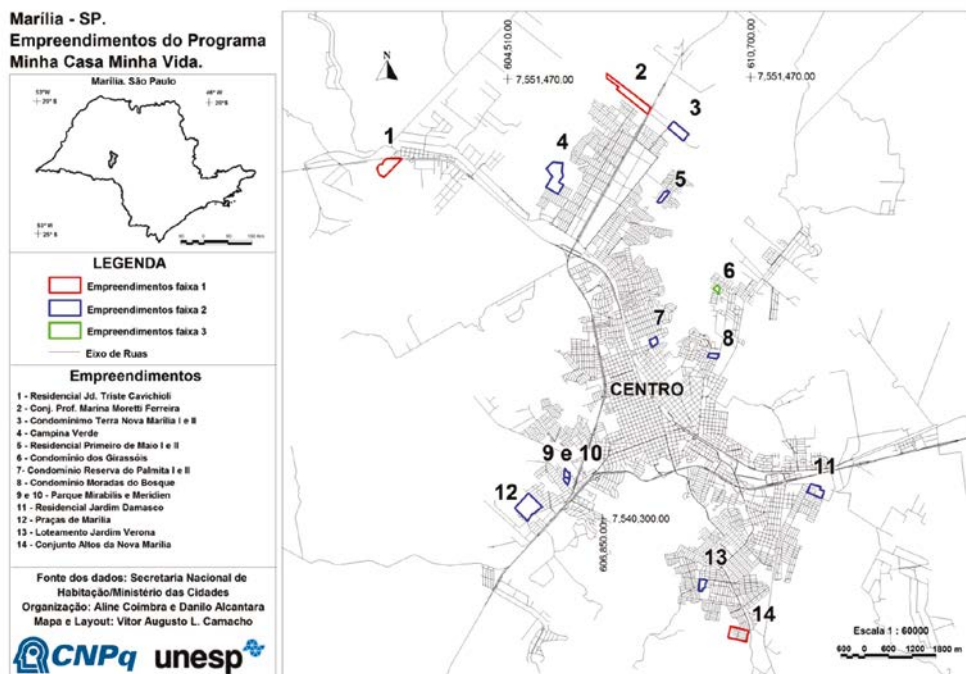 Marília - SP.
Empreendimentos do Programa
Minha Casa Minha Vida.
Marília. São Paulo
LEGENDA
Empreendimentos faixa 1
Empreendimentos faixa 2
Empreendimentos faixa 3
Eixo de Ruas
Empreendimentos
1 - Residencial Jd. Triste Cavichioli
2 - Conj. Prof. Marina Moretti Ferreira
3 - Condomínimo Terra Nova Marília I e II
4 - Campina Verde
5 - Residencial Primeiro de Maio I e II
6 - Condomínio dos Girassóis
7- Condomínio Reserva do Palmita I e II
8 - Condomínio Moradas do Bosque
9 e 10 - Parque Mirabilis e Meridien
11 - Residencial Jardim Damasco
12 - Praças de Marília
13 - Loteamento Jardim Verona
14 - Conjunto Altos da Nova Marília
Fonte dos dados: Secretaria Nacional de
Habitação/Ministério das Cidades
Organização: Aline Coimbra e Danilo Alcantara
Mapa e Layout: Vitor Augusto L. Camacho
CNPq unesp
N
604,510.00
7,551,470.00
610,700.00
7,551,470.00
1
2
3
4
5
6
7
8
CENTRO
9 e 10
11
12
606,850.00
7,540,300.00
13
14
Escala 1 : 60000
600 0 600 1200 1800 m